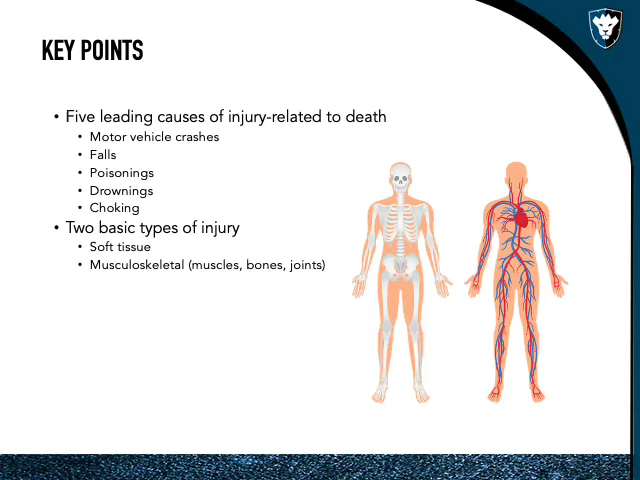 KEY POINTS
• Five leading causes of injury-related to death
• Motor vehicle crashes
• Falls
• Poisonings
• Drownings
• Choking
• Two basic types of injury
• Soft tissue
• Musculoskeletal (muscles, bones, joints)